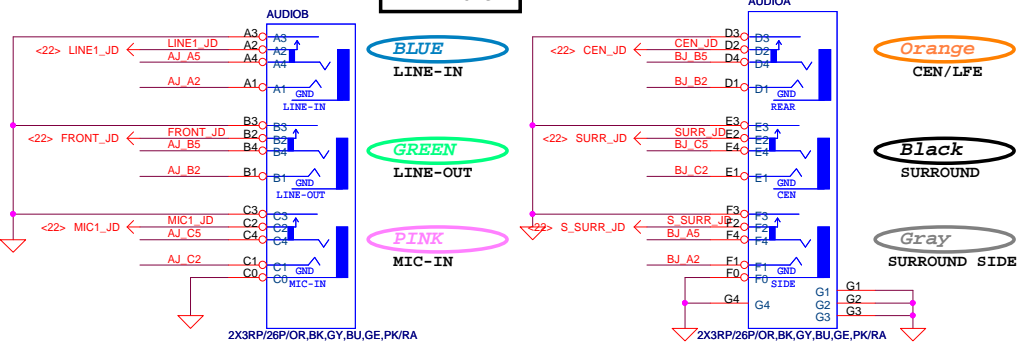 AUDIOB
A3 A3
<22> LINE1_JD LINE1_JD A2 A2
AJ_A5 A4 A4
AJ_A2 A1 A1
GND
LINE-IN
BLUE
LINE-IN
B3 B3
<22> FRONT_JD FRONT_JD B2 B2
AJ_B5 B4 B4
AJ_B2 B1 B1
GND
LINE-OUT
GREEN
LINE-OUT
C3 C3
<22> MIC1_JD MIC1_JD C2 C2
AJ_C5 C4 C4
AJ_C2 C1 C1
GND
C0 C0
MIC-IN
PINK
MIC-IN
2X3RP/26P/OR,BK,GY,BU,GE,PK/RA
AUDIOA
D3 D3
<22> CEN_JD CEN_JD D2 D2
BJ_B5 D4 D4
BJ_B2 D1 D1
GND
REAR
Orange
CEN/LFE
E3 E3
<22> SURR_JD SURR_JD E2 E2
BJ_C5 E4 E4
BJ_C2 E1 E1
GND
CEN
Black
SURROUND
F3 F3
<22> S_SURR_JD S_SURR_JD F2 F2
BJ_A5 F4 F4
BJ_A2 F1 F1
GND
F0 F0
SIDE
Gray
SURROUND SIDE
G4 G4
G1 G1
G2 G2
G3 G3
2X3RP/26P/OR,BK,GY,BU,GE,PK/RA